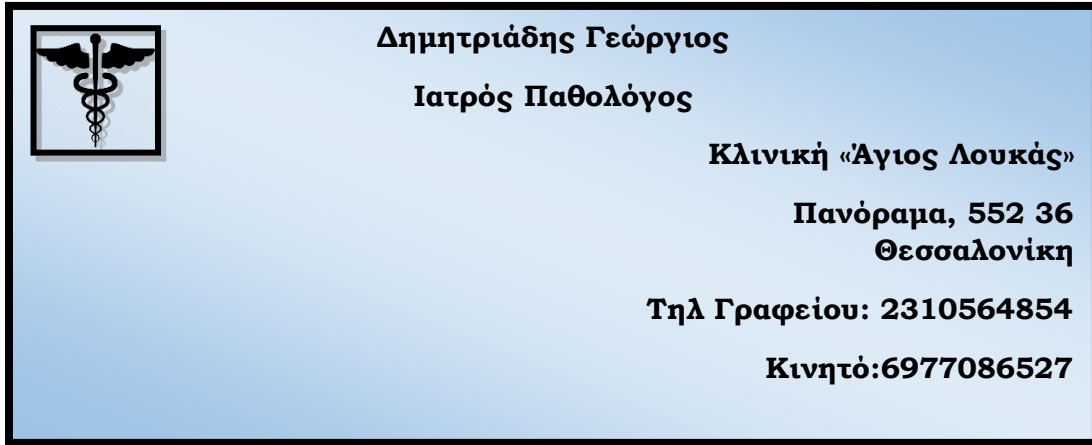 Δημητριάδης Γεώργιος
Ιατρός Παθολόγος
Κλινική «Άγιος Λουκάς»
Πανόραμα, 552 36
Θεσσαλονίκη
Τηλ Γραφείου: 2310564854
Κινητό:6977086527